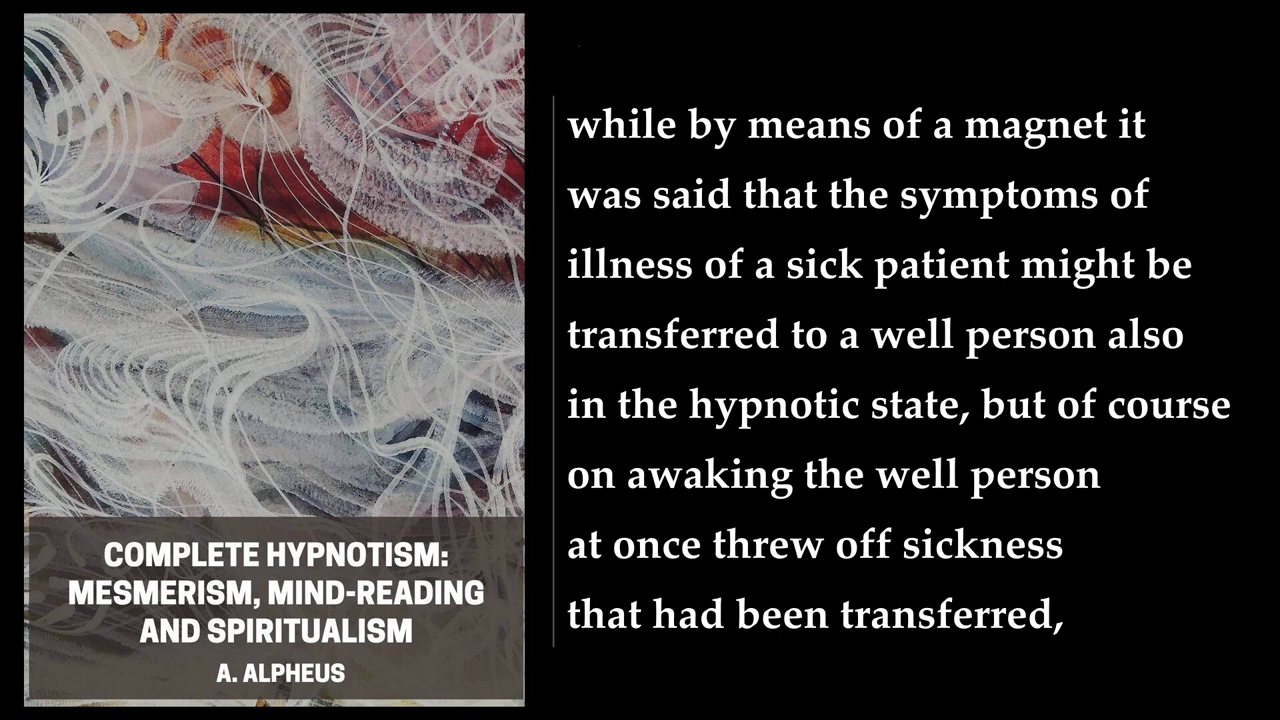 COMPLETE HYPNOTISM:
MESMERISM, MIND-READING
AND SPIRITUALISM
A. ALPHEUS
while by means of a magnet it
was said that the symptoms of
illness of a sick patient might be
transferred to a well person also
in the hypnotic state, but of course
on awaking the well person
at once threw off sickness
that had been transferred,